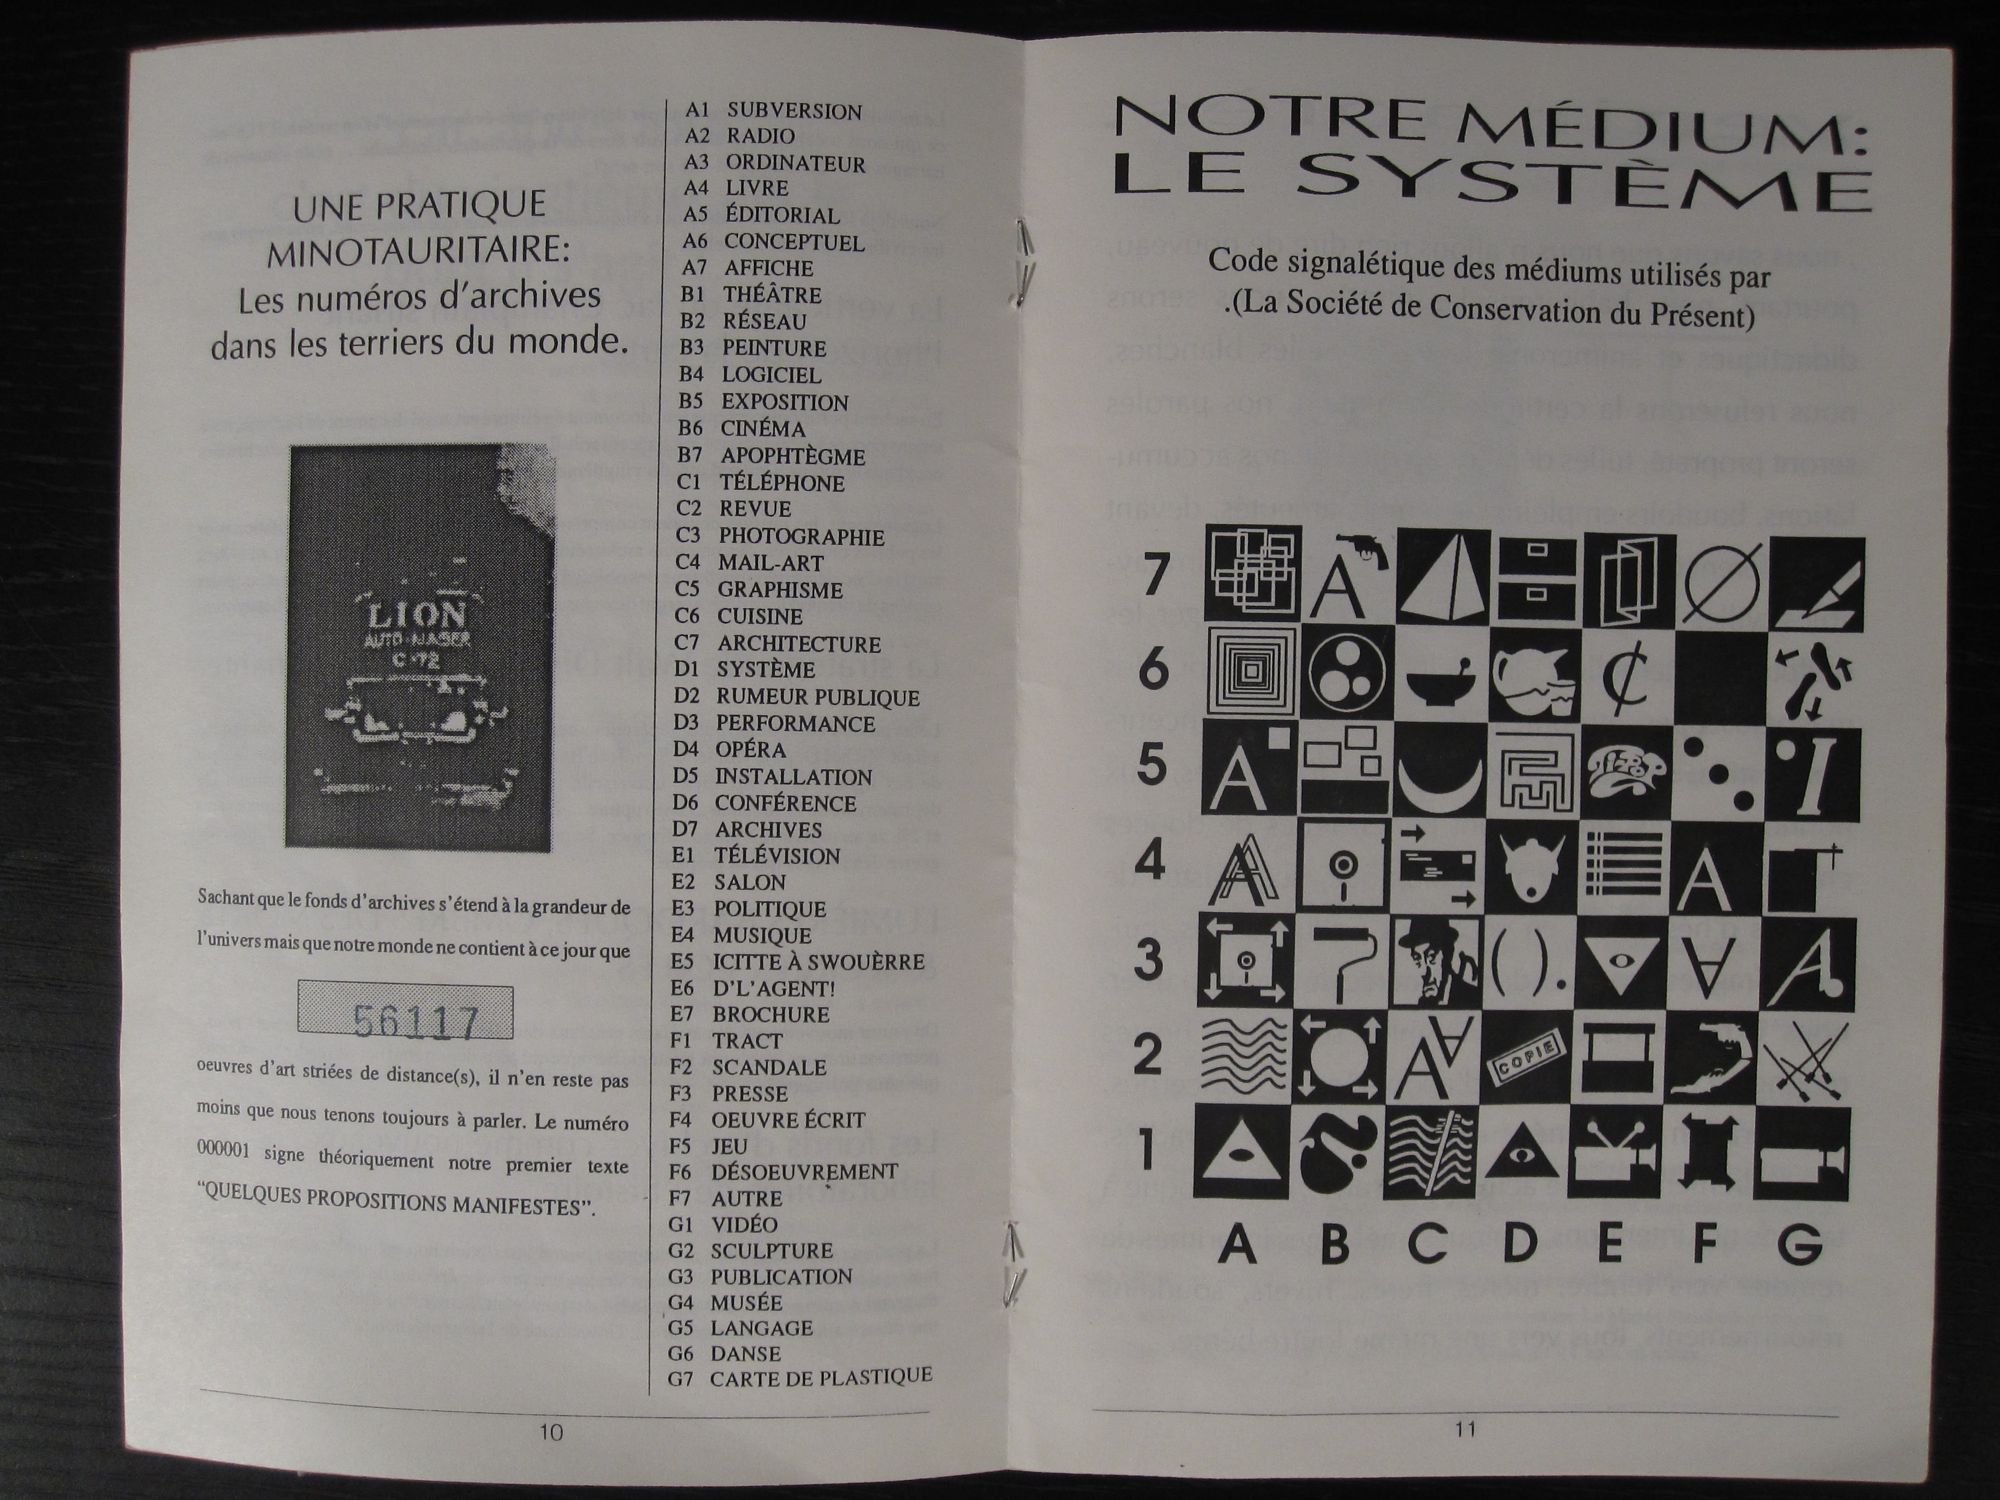 UNE PRATIQUE
MINOTAURITAIRE:
Les numéros d'archives
dans les terriers du monde.
LION
AUTO-NAGER
C-72
Sachant que le fonds d'archives s'étend à la grandeur de
l'univers mais que notre monde ne contient à ce jour que
56117
oeuvres d'art striées de distance(s), il n'en reste pas
moins que nous tenons toujours à parler. Le numéro
000001 signe théoriquement notre premier texte
"QUELQUES PROPOSITIONS MANIFESTES".
A1 SUBVERSION
A2 RADIO
A3 ORDINATEUR
A4 LIVRE
A5 ÉDITORIAL
A6 CONCEPTUEL
A7 AFFICHE
B1 THÉÂTRE
B2 RÉSEAU
B3 PEINTURE
B4 LOGICIEL
B5 EXPOSITION
B6 CINÉMA
B7 APOPHTÈGME
C1 TÉLÉPHONE
C2 REVUE
C3 PHOTOGRAPHIE
C4 MAIL-ART
C5 GRAPHISME
C6 CUISINE
C7 ARCHITECTURE
D1 SYSTÈME
D2 RUMEUR PUBLIQUE
D3 PERFORMANCE
D4 OPÉRA
D5 INSTALLATION
D6 CONFÉRENCE
D7 ARCHIVES
E1 TÉLÉVISION
E2 SALON
E3 POLITIQUE
E4 MUSIQUE
E5 ICITTE À SWOUÈRRE
E6 D'L'AGENT!
E7 BROCHURE
F1 TRACT
F2 SCANDALE
F3 PRESSE
F4 OEUVRE ÉCRIT
F5 JEU
F6 DÉSOEUVREMENT
F7 AUTRE
G1 VIDÉO
G2 SCULPTURE
G3 PUBLICATION
G4 MUSÉE
G5 LANGAGE
G6 DANSE
G7 CARTE DE PLASTIQUE
10
NOTRE MÉDIUM:
LE SYSTÈME
Code signalétique des médiums utilisés par
.(La Société de Conservation du Présent)
7 A
6 ¢
5 A I
4 A A
3 ( ). A A
2 A A COPIE
1
A B C D E F G
11